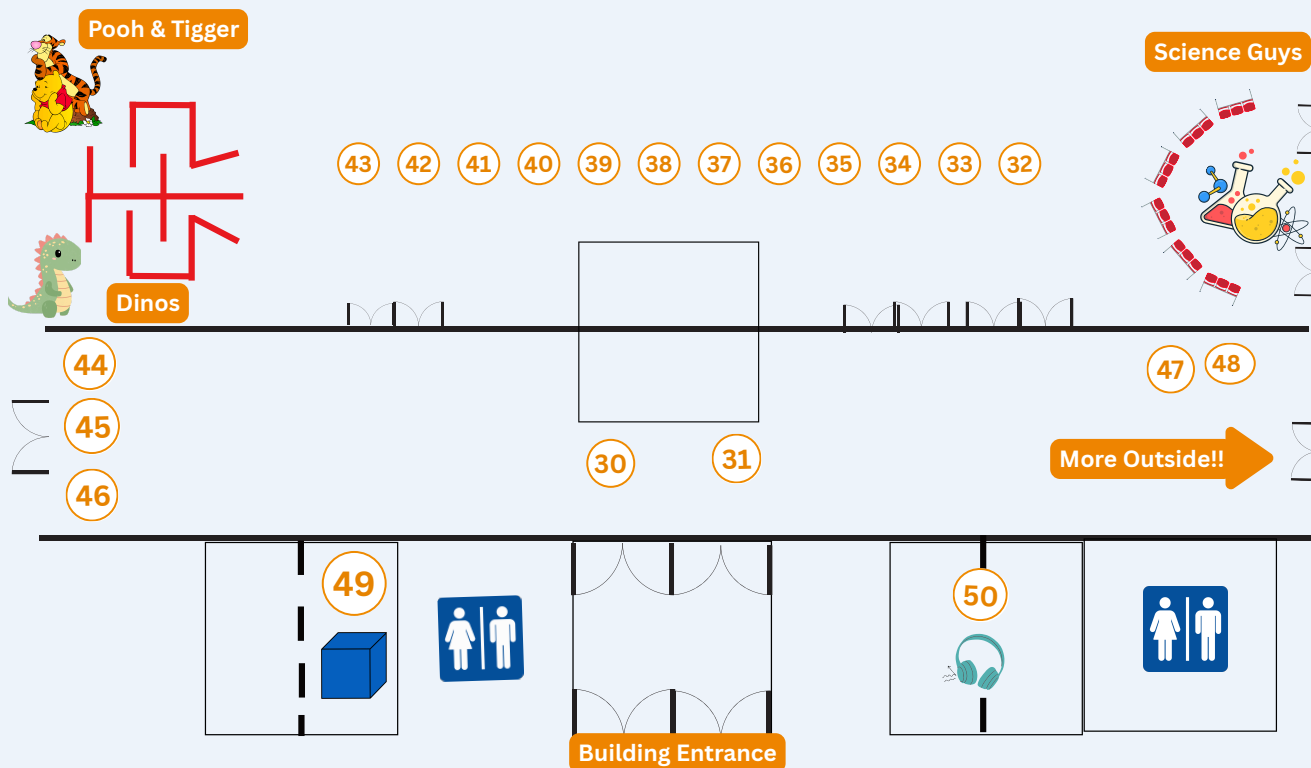 Pooh & Tigger
Science Guys
43 42 41 40 39 38 37 36 35 34 33 32
Dinos
44
47 48
45
30 31
More Outside!!
46
49
50
Building Entrance